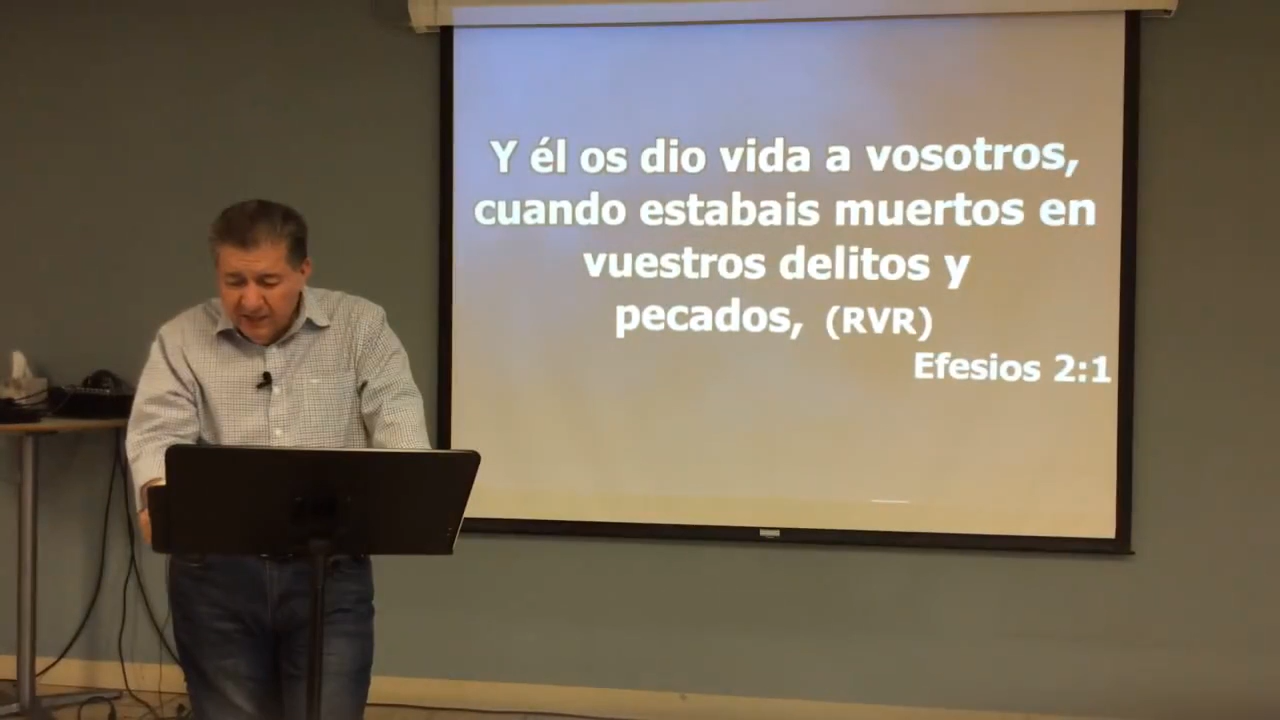 Y él os dio vida a vosotros,
cuando estabais muertos en
vuestros delitos y
pecados, (RVR)
Efesios 2:1